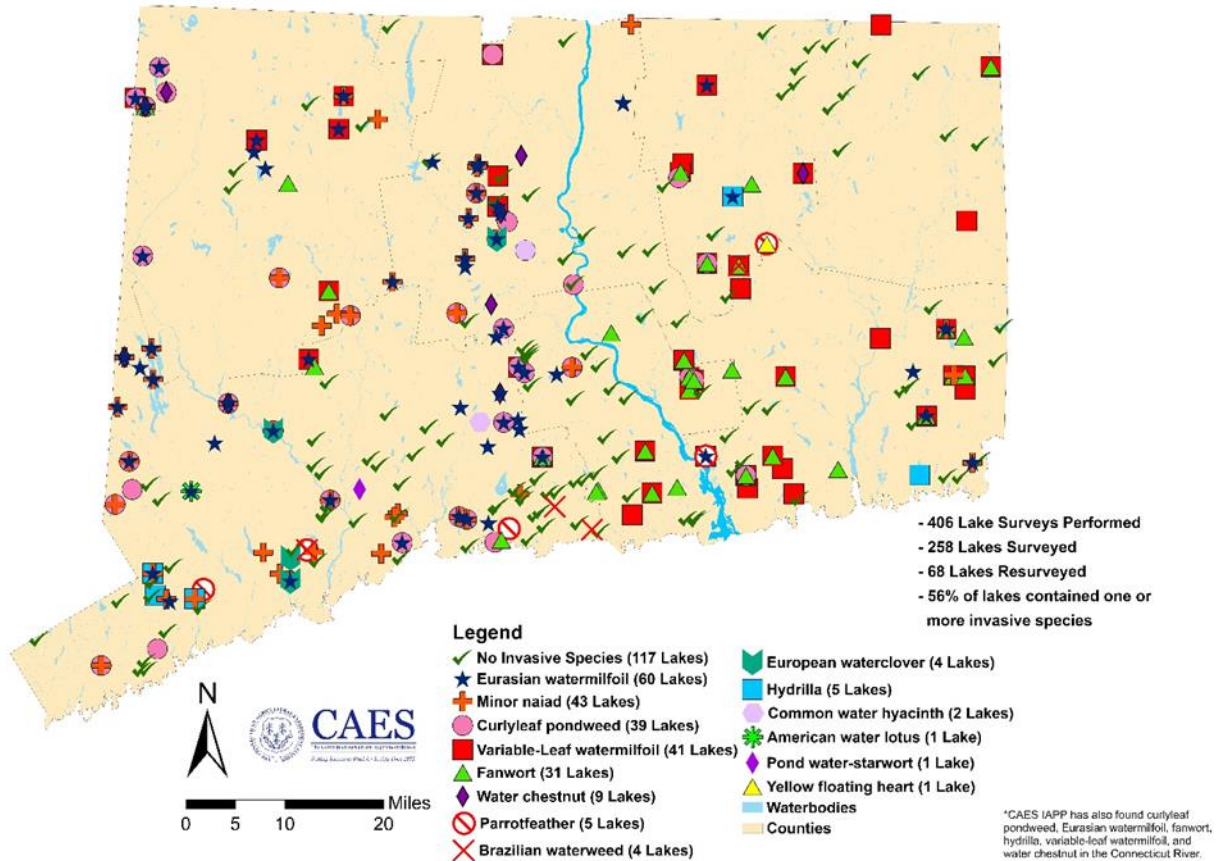 - 406 Lake Surveys Performed
- 258 Lakes Surveyed
- 68 Lakes Resurveyed
- 56% of lakes contained one or
more invasive species
Legend
No Invasive Species (117 Lakes)
Eurasian watermilfoil (60 Lakes)
Minor naiad (43 Lakes)
Curlyleaf pondweed (39 Lakes)
Variable-Leaf watermilfoil (41 Lakes)
Fanwort (31 Lakes)
Water chestnut (9 Lakes)
Parrotfeather (5 Lakes)
Brazilian waterweed (4 Lakes)
European waterclover (4 Lakes)
Hydrilla (5 Lakes)
Common water hyacinth (2 Lakes)
American water lotus (1 Lake)
Pond water-starwort (1 Lake)
Yellow floating heart (1 Lake)
Waterbodies
Counties
N
CAES
Miles
0 5 10 20
*CAES IAPP has also found curlyleaf
pondweed, Eurasian watermilfoil, fanwort,
hydrilla, variable-leaf watermilfoil, and
water chestnut in the Connecticut River.